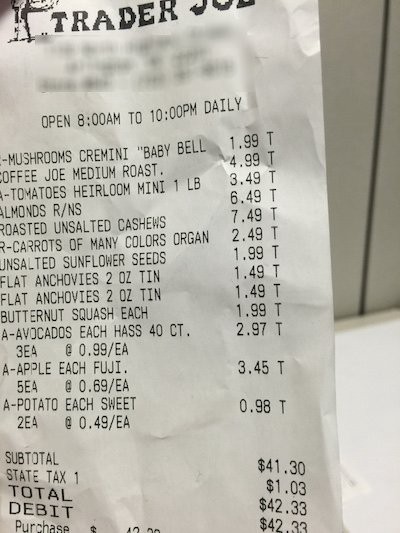 TRADER JOE
OPEN 8:00AM TO 10:00PM DAILY
-MUSHROOMS CREMINI "BABY BELL 1.99 T
COFFEE JOE MEDIUM ROAST. 4.99 T
A-TOMATOES HEIRLOOM MINI 1 LB 3.49 T
ALMONDS R/NS 6.49 T
ROASTED UNSALTED CASHEWS 7.49 T
R-CARROTS OF MANY COLORS ORGAN 2.49 T
UNSALTED SUNFLOWER SEEDS 1.99 T
FLAT ANCHOVIES 2 OZ TIN 1.49 T
FLAT ANCHOVIES 2 OZ TIN 1.49 T
BUTTERNUT SQUASH EACH 1.99 T
A-AVOCADOS EACH HASS 40 CT. 2.97 T
3EA @ 0.99/EA
A-APPLE EACH FUJI. 3.45 T
5EA @ 0.69/EA
A-POTATO EACH SWEET 0.98 T
2EA @ 0.49/EA
SUBTOTAL $41.30
STATE TAX 1 $1.03
TOTAL $42.33
DEBIT $42.33
Purchase $